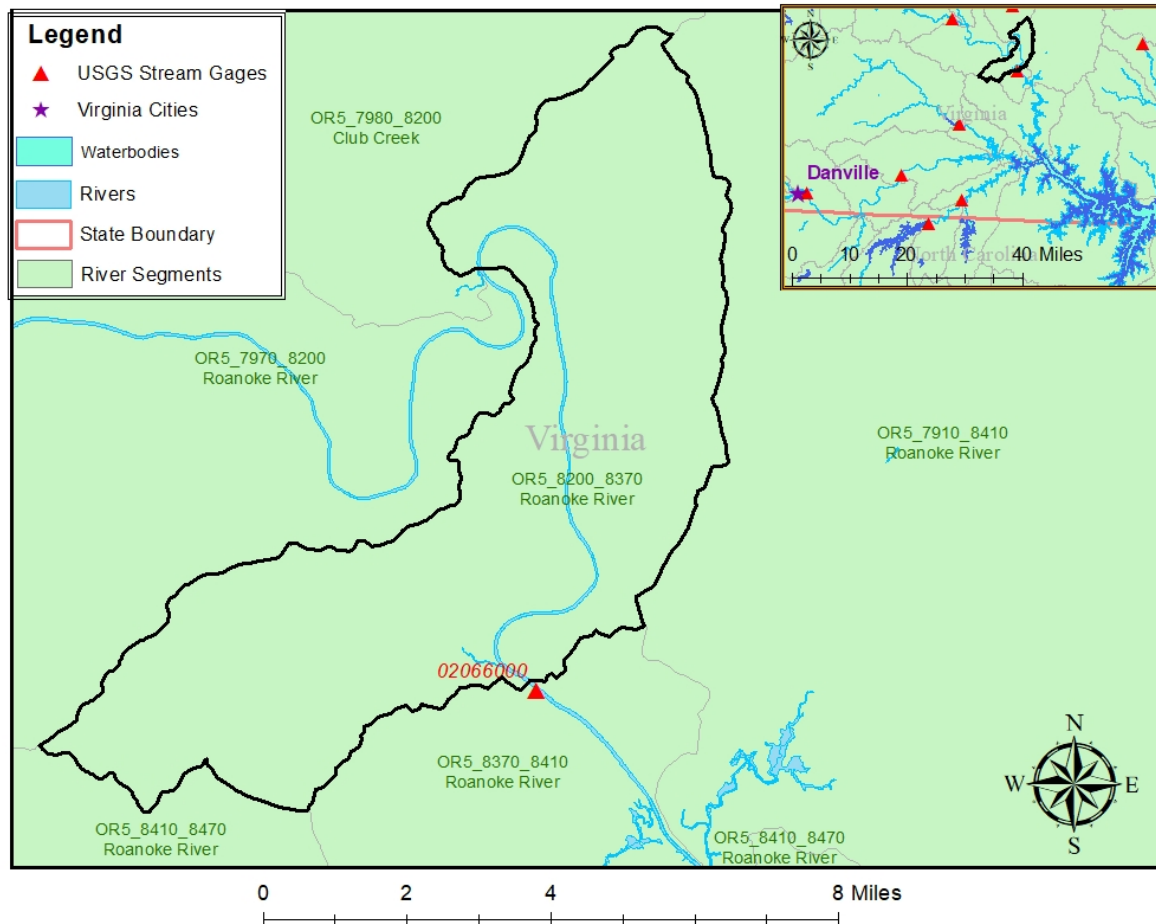 Legend
USGS Stream Gages
Virginia Cities
Waterbodies
Rivers
State Boundary
River Segments
OR5_7980_8200
Club Creek
OR5_7970_8200
Roanoke River
Virginia
OR5_8200_8370
Roanoke River
OR5_7910_8410
Roanoke River
02066000
OR5_8370_8410
Roanoke River
OR5_8410_8470
Roanoke River
OR5_8410_8470
Roanoke River
N
W E
S
0 2 4 8 Miles
N
W E
S
Virginia
Danville
North Carolina
0 10 20 40 Miles